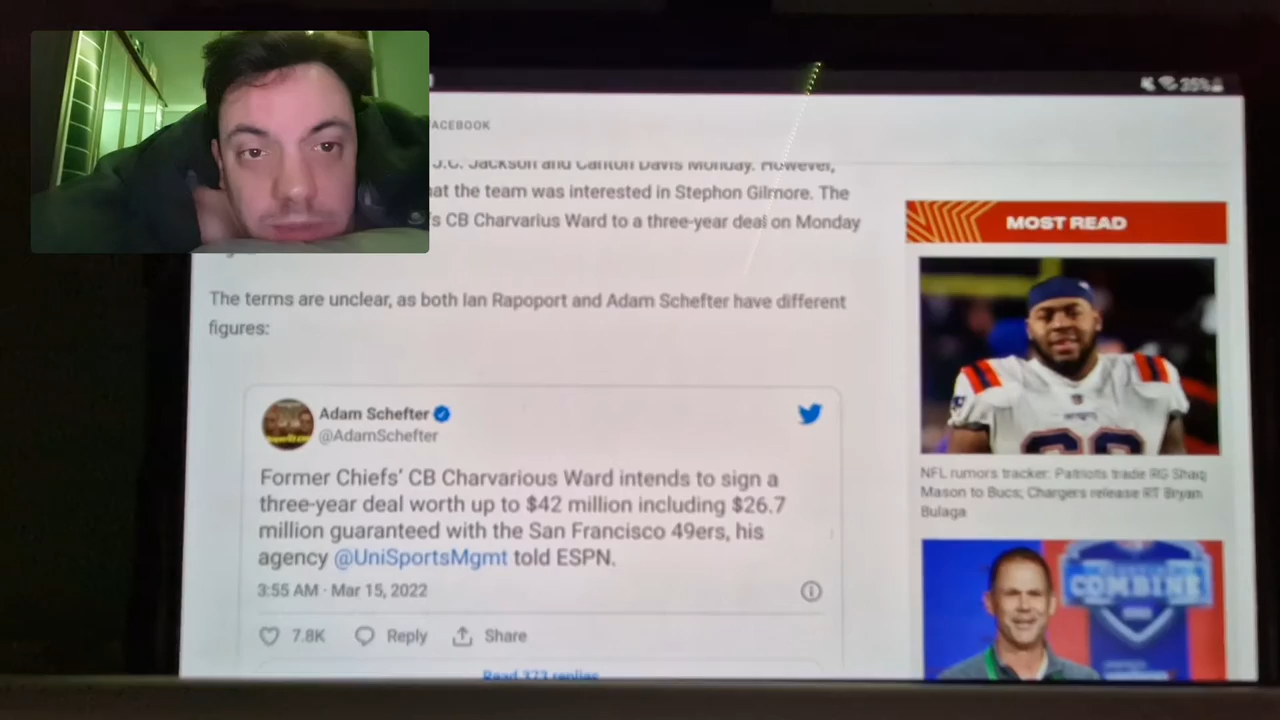 35%
ACEBOOK
J.C. Jackson and Carlton Davis Monday. However,
at the team was interested in Stephon Gilmore. The
's CB Charvarius Ward to a three-year deal on Monday
The terms are unclear, as both Ian Rapoport and Adam Schefter have different
figures:
Adam Schefter
@AdamSchefter
Former Chiefs' CB Charvarious Ward intends to sign a
three-year deal worth up to $42 million including $26.7
million guaranteed with the San Francisco 49ers, his
agency @UniSportsMgmt told ESPN.
3:55 AM · Mar 15, 2022
7.8K Reply Share
Read 373 replies
MOST READ
PATRIOTS
NFL rumors tracker: Patriots trade RG Shaq
Mason to Bucs; Chargers release RT Bryan
Bulaga
COMBINE